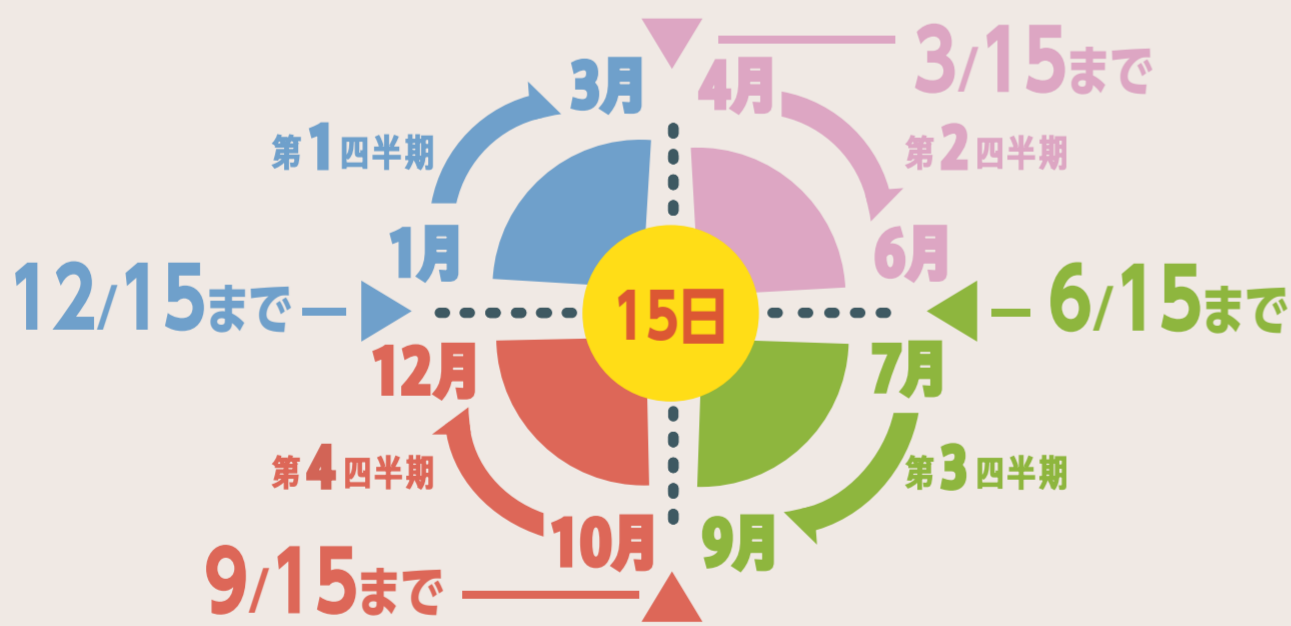 3/15まで
3月
4月
第1四半期
第2四半期
1月
6月
12/15まで
15日
6/15まで
12月
7月
第4四半期
第3四半期
10月
9月
9/15まで